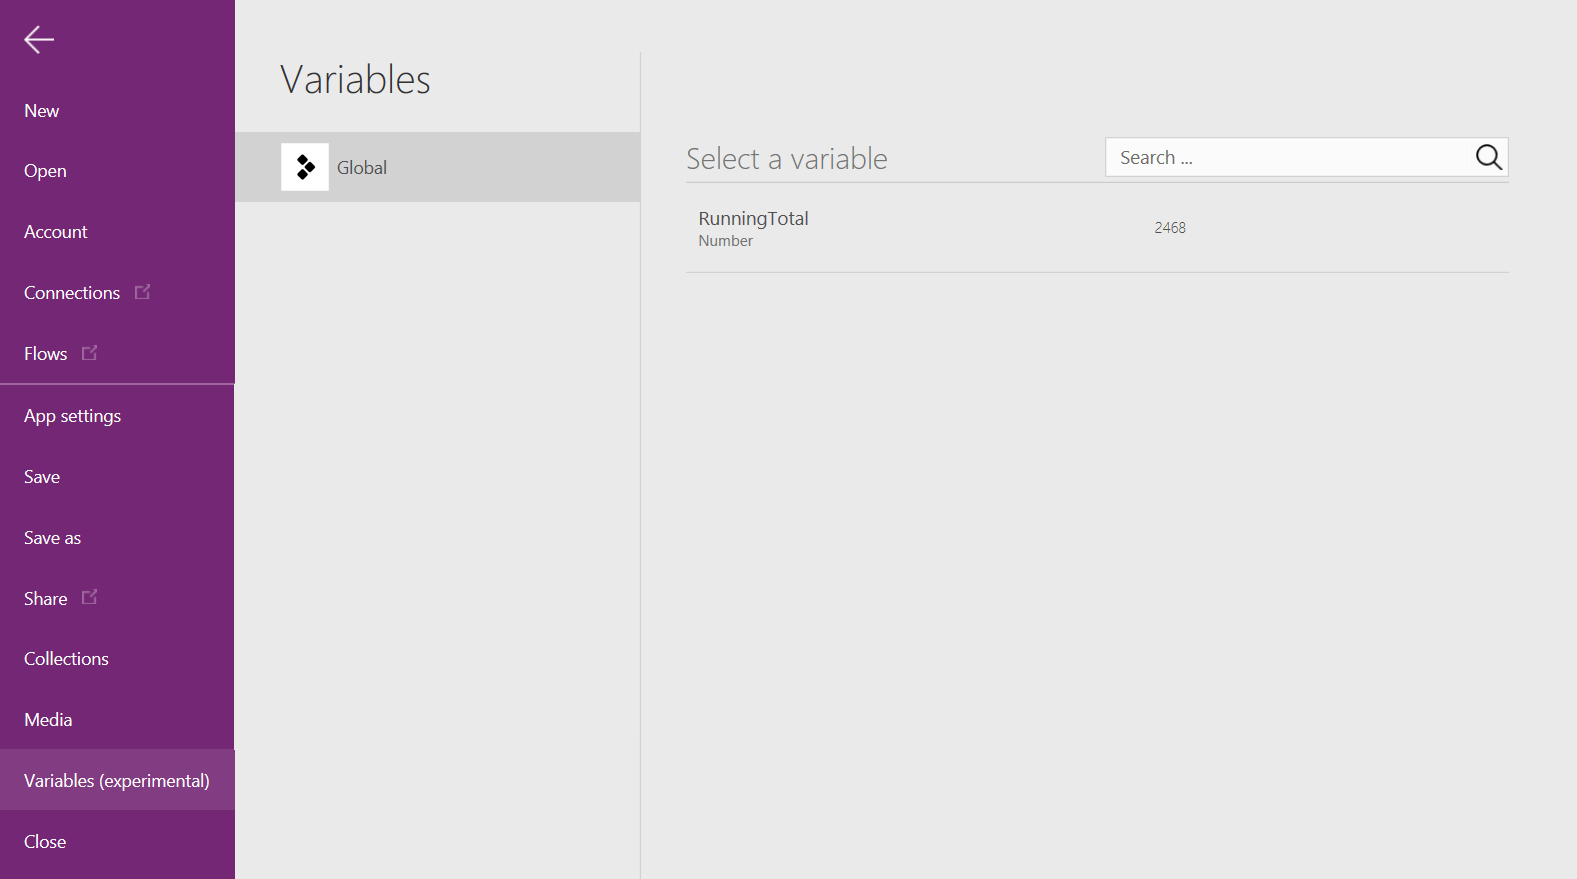 New
Open
Account
Connections
Flows
App settings
Save
Save as
Share
Collections
Media
Variables (experimental)
Close
Variables
Global
Select a variable
Search ...
RunningTotal
Number
2468